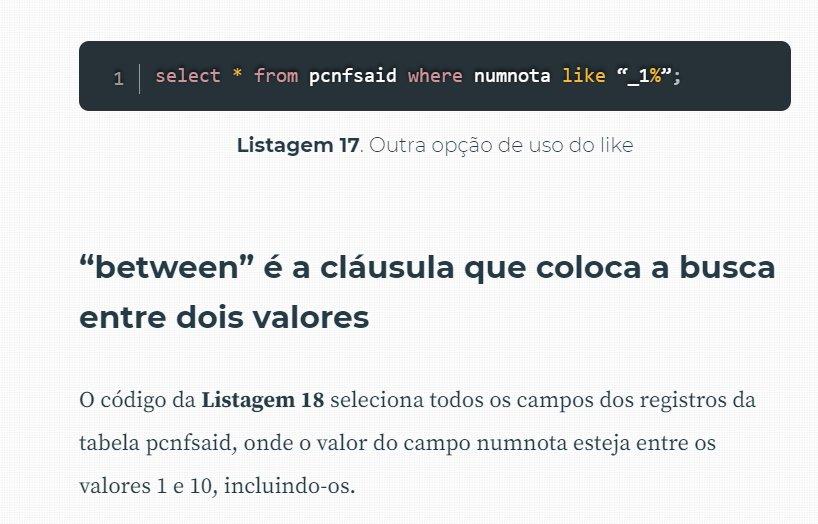 1 select * from pcnfsaid where numnota like “_1%”;
Listagem 17. Outra opção de uso do like
“between” é a cláusula que coloca a busca
entre dois valores
O código da Listagem 18 seleciona todos os campos dos registros da
tabela pcnfsaid, onde o valor do campo numnota esteja entre os
valores 1 e 10, incluindo-os.